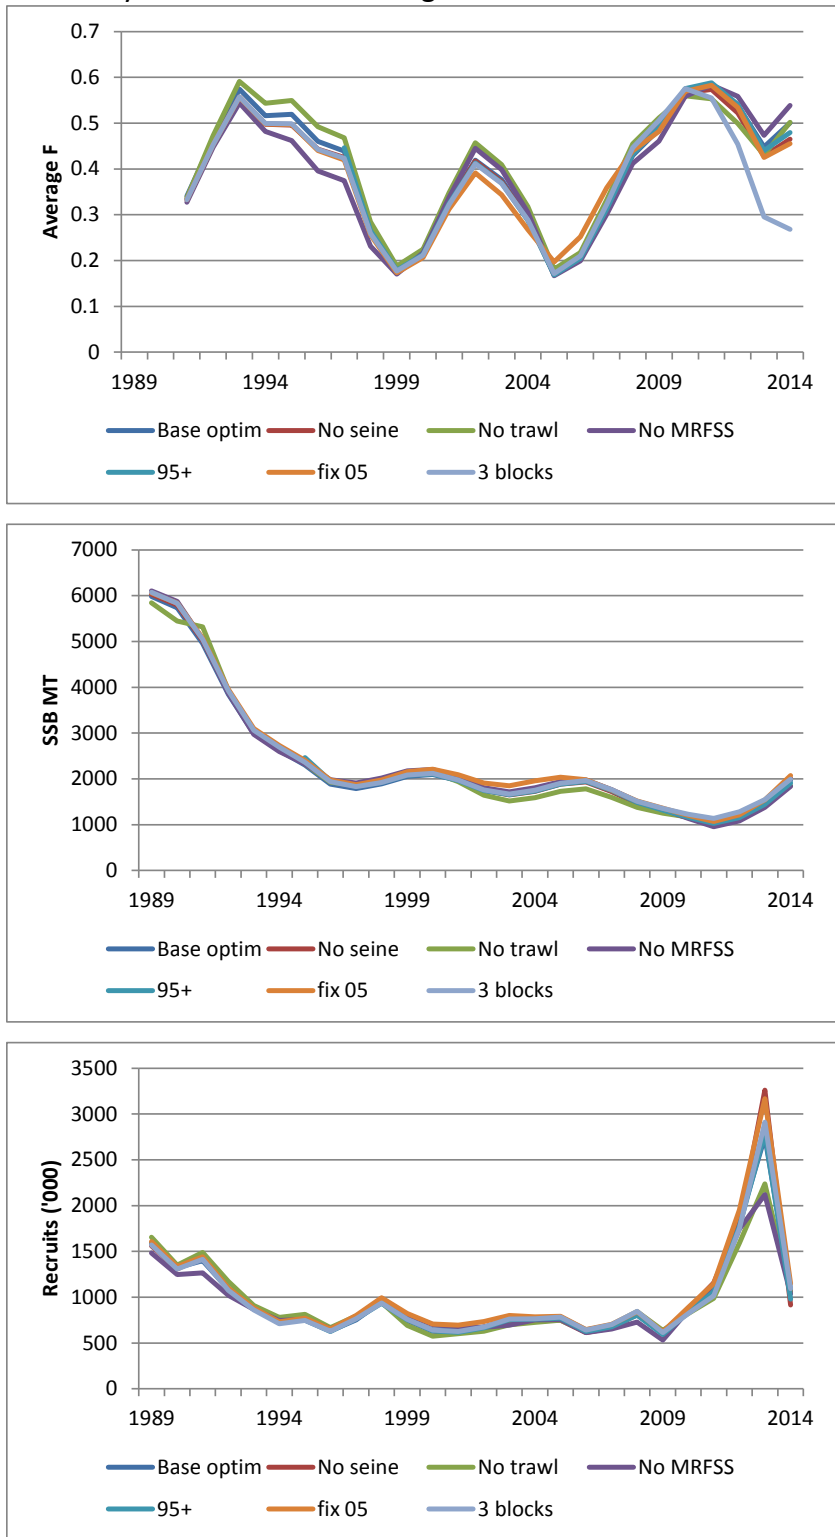 0.7
0.6
0.5
0.4
0.3
0.2
0.1
0
Average F
1989 1994 1999 2004 2009 2014
Base optim No seine No trawl No MRFSS
95+ fix 05 3 blocks
7000
6000
5000
4000
3000
2000
1000
0
SSB MT
1989 1994 1999 2004 2009 2014
Base optim No seine No trawl No MRFSS
95+ fix 05 3 blocks
3500
3000
2500
2000
1500
1000
500
0
Recruits ('000)
1989 1994 1999 2004 2009 2014
Base optim No seine No trawl No MRFSS
95+ fix 05 3 blocks